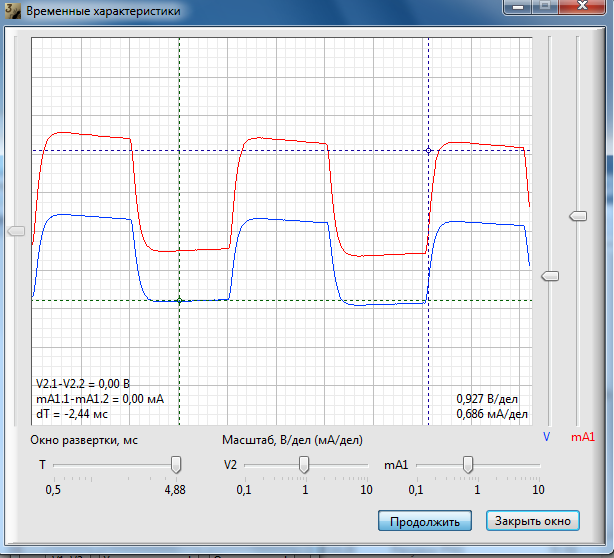 Временные характеристики
V2.1-V2.2 = 0,00 В
mA1.1-mA1.2 = 0,00 мА
dT = -2,44 мс
0,927 В/дел
0,686 мА/дел
V mA1
Окно развертки, мс Масштаб, В/дел (мА/дел)
T V2 mA1
0,5 4,88 0,1 1 10 0,1 1 10
Продолжить Закрыть окно